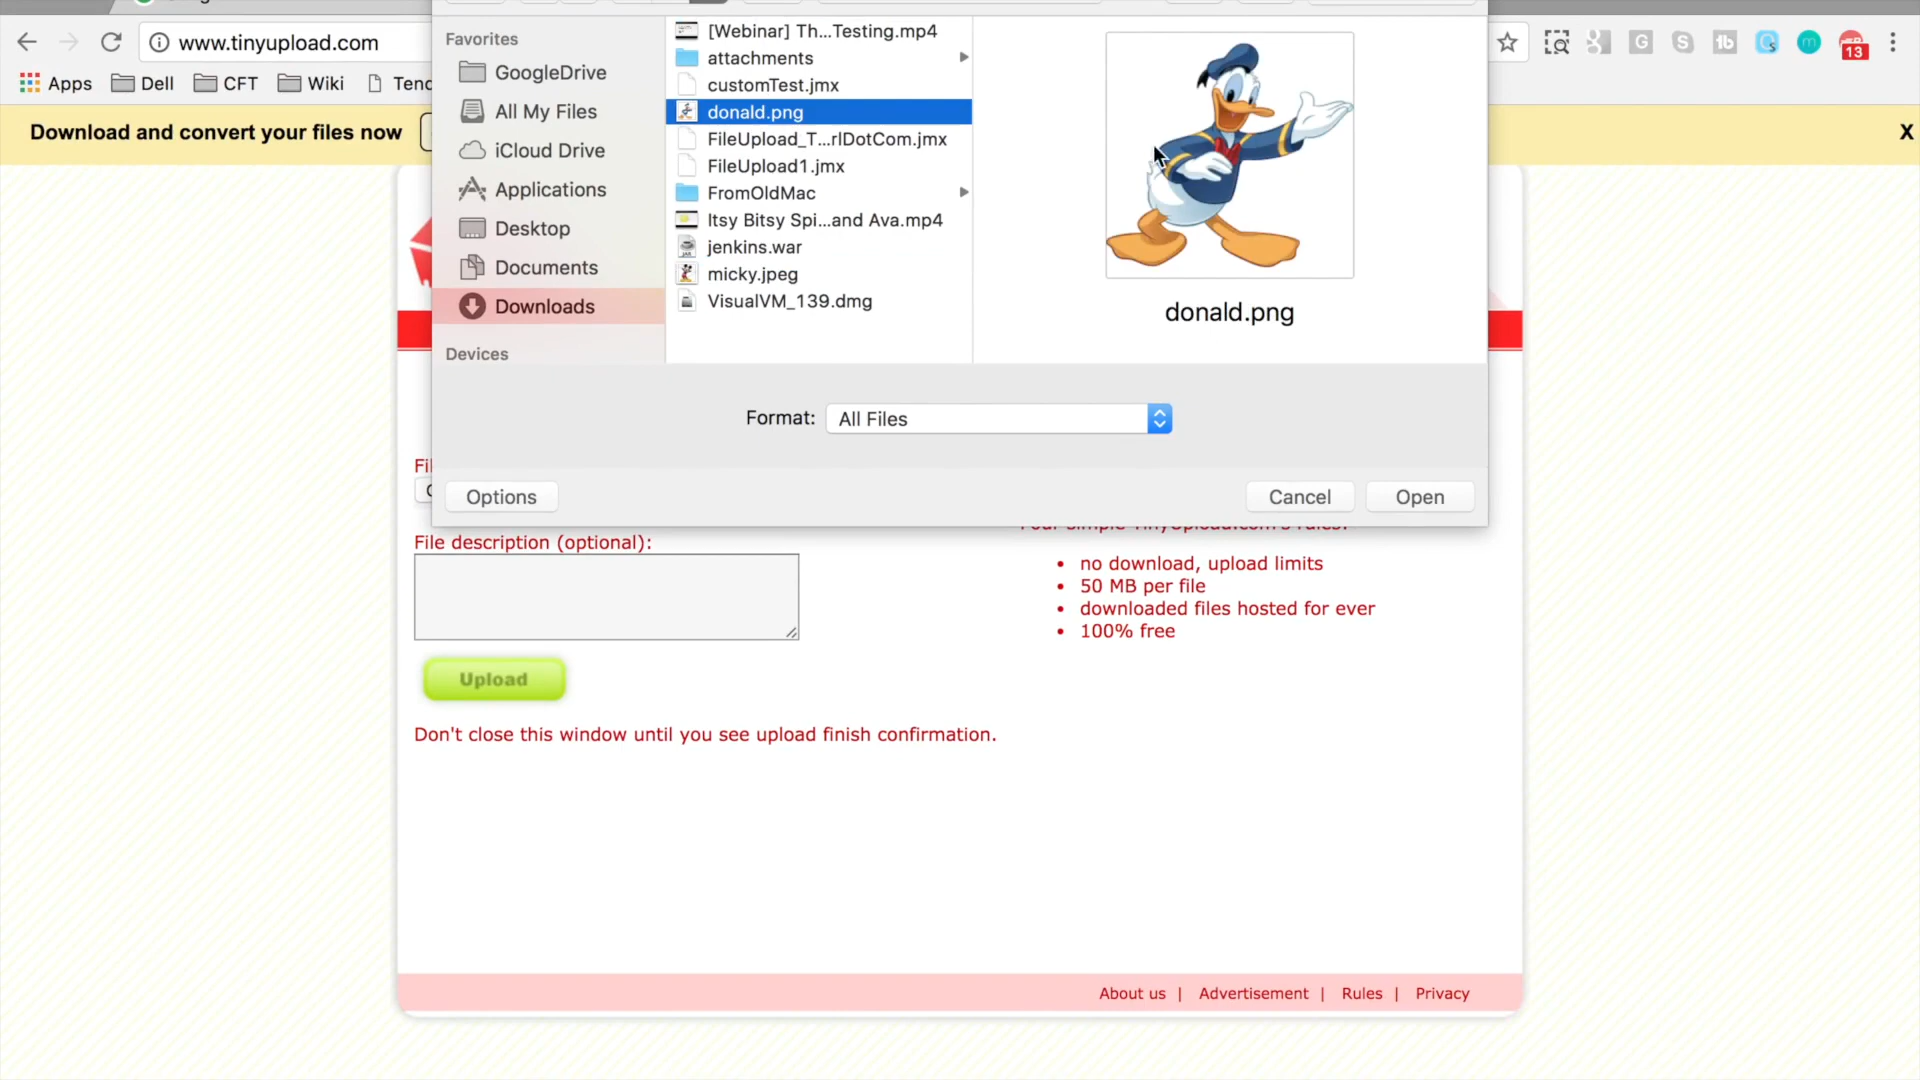 www.tinyupload.com
13
Apps
Dell
CFT
Wiki
Tend
Download and convert your files now
X
Favorites
GoogleDrive
All My Files
iCloud Drive
Applications
Desktop
Documents
Downloads
Devices
[Webinar] Th...Testing.mp4
attachments
customTest.jmx
donald.png
FileUpload_T...rlDotCom.jmx
FileUpload1.jmx
FromOldMac
Itsy Bitsy Spi...and Ava.mp4
jenkins.war
micky.jpeg
VisualVM_139.dmg
donald.png
Format: All Files
Options
Cancel
Open
File description (optional):
no download, upload limits
50 MB per file
downloaded files hosted for ever
100% free
Upload
Don't close this window until you see upload finish confirmation.
About us | Advertisement | Rules | Privacy